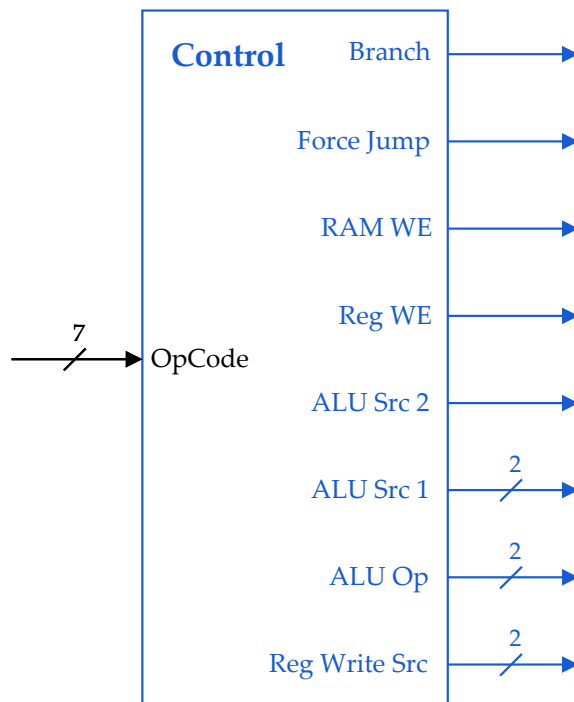 Control
Branch
Force Jump
RAM WE
Reg WE
7
OpCode
ALU Src 2
2
ALU Src 1
2
ALU Op
2
Reg Write Src